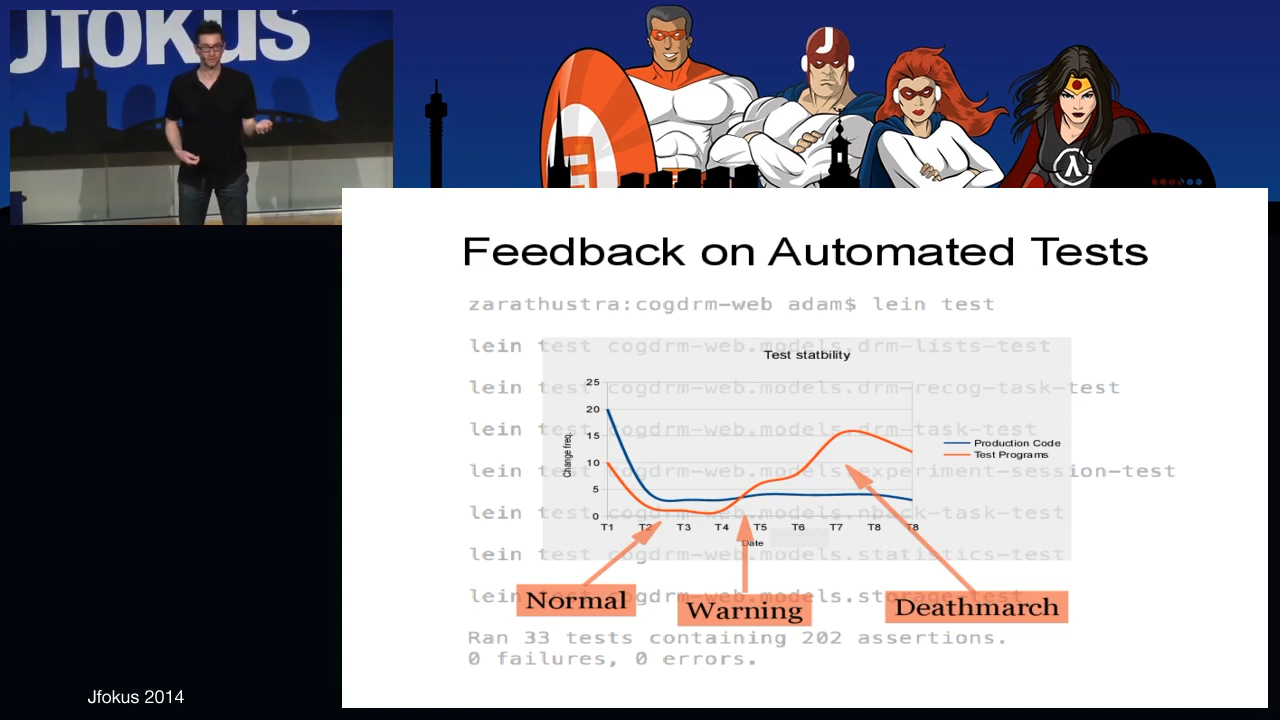 Jfokus
J
Feedback on Automated Tests
zarathustra:cogdrm-web adam$ lein test
lein test cogdrm-web.models.drm-lists-test
Test statbility
lein test cogdrm-web.models.drm-recog-task-test
25
20
15
10
5
0
Change freq.
lein test cogdrm-web.models.drm-task-test
Production Code
Test Programs
lein test cogdrm-web.models.experiment-session-test
lein test cogdrm-web.models.nback-task-test
T1 T2 T3 T4 T5 T6 T7 T8 T8
Date
lein test cogdrm-web.models.statistics-test
lein test cogdrm-web.models.storage-test
Normal
Warning
Deathmarch
Ran 33 tests containing 202 assertions.
0 failures, 0 errors.
Jfokus 2014